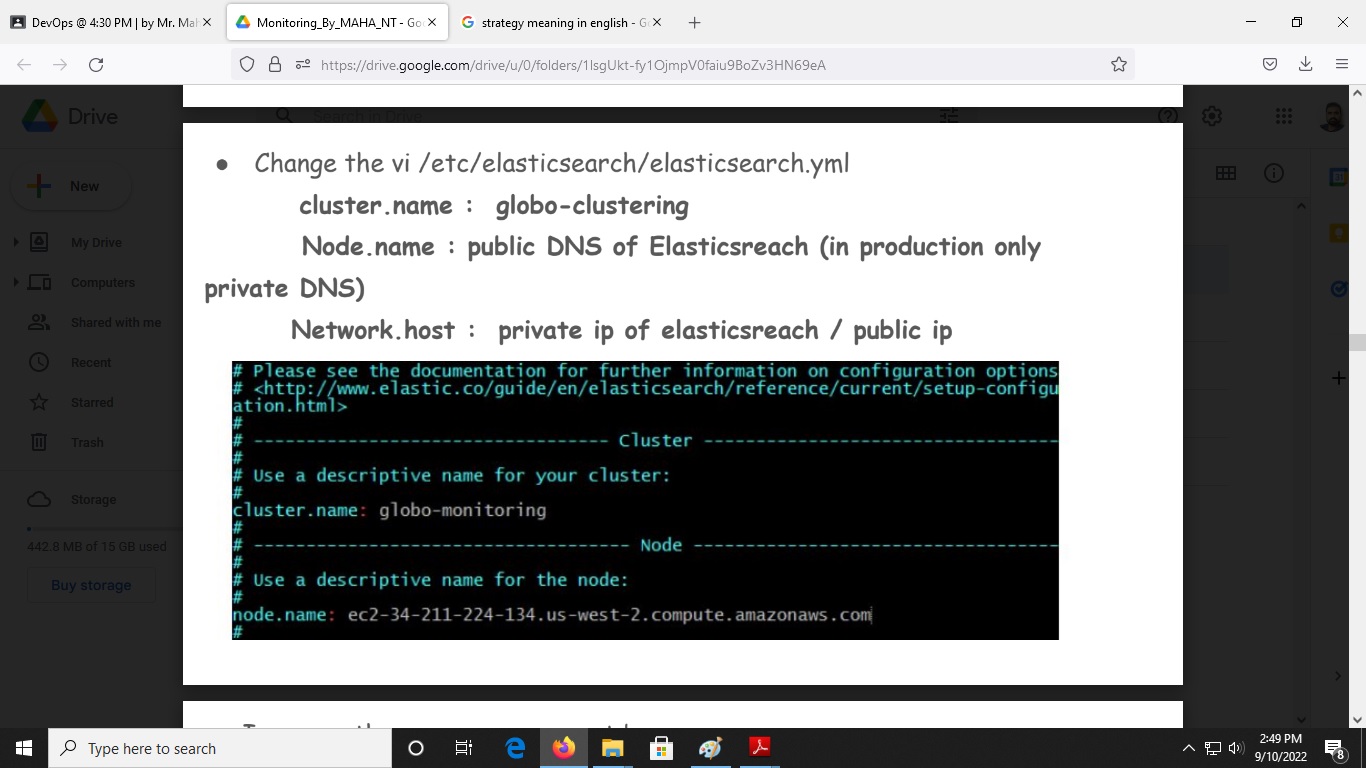 DevOps @ 4:30 PM | by Mr. Mah
Monitoring_By_MAHA_NT - Goo
strategy meaning in english - Go
https://drive.google.com/drive/u/0/folders/1lsgUkt-fy1OjmpV0faiu9BoZv3HN69eA
Drive
Search in Drive
New
My Drive
Computers
Shared with me
Recent
Starred
Trash
Storage
442.8 MB of 15 GB used
Buy storage
● Change the vi /etc/elasticsearch/elasticsearch.yml
cluster.name : globo-clustering
Node.name : public DNS of Elasticsreach (in production only
private DNS)
Network.host : private ip of elasticsreach / public ip
# Please see the documentation for further information on configuration options
# <http://www.elastic.co/guide/en/elasticsearch/reference/current/setup-configu
ation.html>
#
# ---------------------------------- Cluster ----------------------------------
#
# Use a descriptive name for your cluster:
#
cluster.name: globo-monitoring
#
# ------------------------------------ Node -----------------------------------
#
# Use a descriptive name for the node:
#
node.name: ec2-34-211-224-134.us-west-2.compute.amazonaws.com
#
Type here to search
2:49 PM
9/10/2022
8